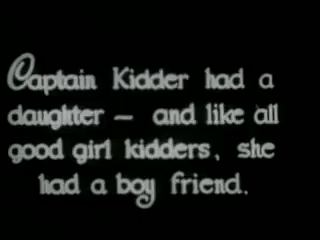 Captain Kidder had a
daughter — and like all
good girl kidders, she
had a boy friend.